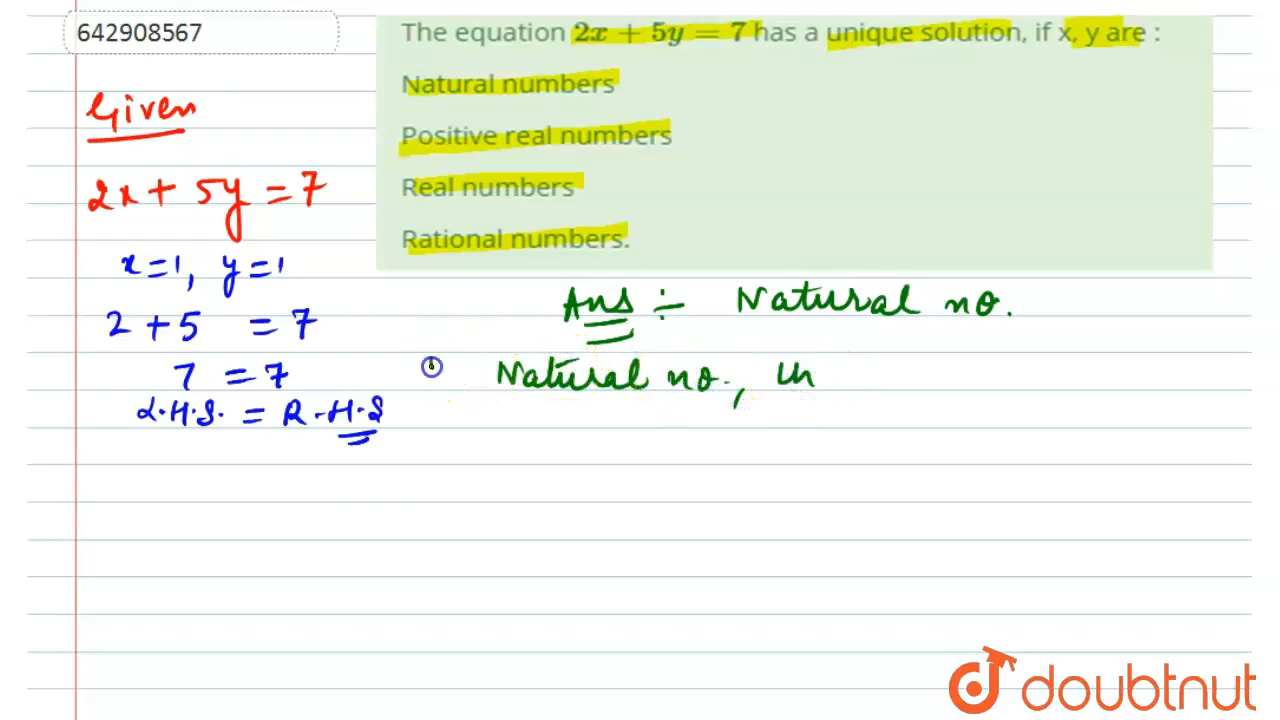 642908567
The equation 2x + 5y = 7 has a unique solution, if x, y are :
Natural numbers
Positive real numbers
Real numbers
Rational numbers.
Given
2x + 5y = 7
x=1, y=1
2 + 5 = 7
7 = 7
L.H.S. = R.H.S
Ans :- Natural no.
Natural no.,
doubtnut